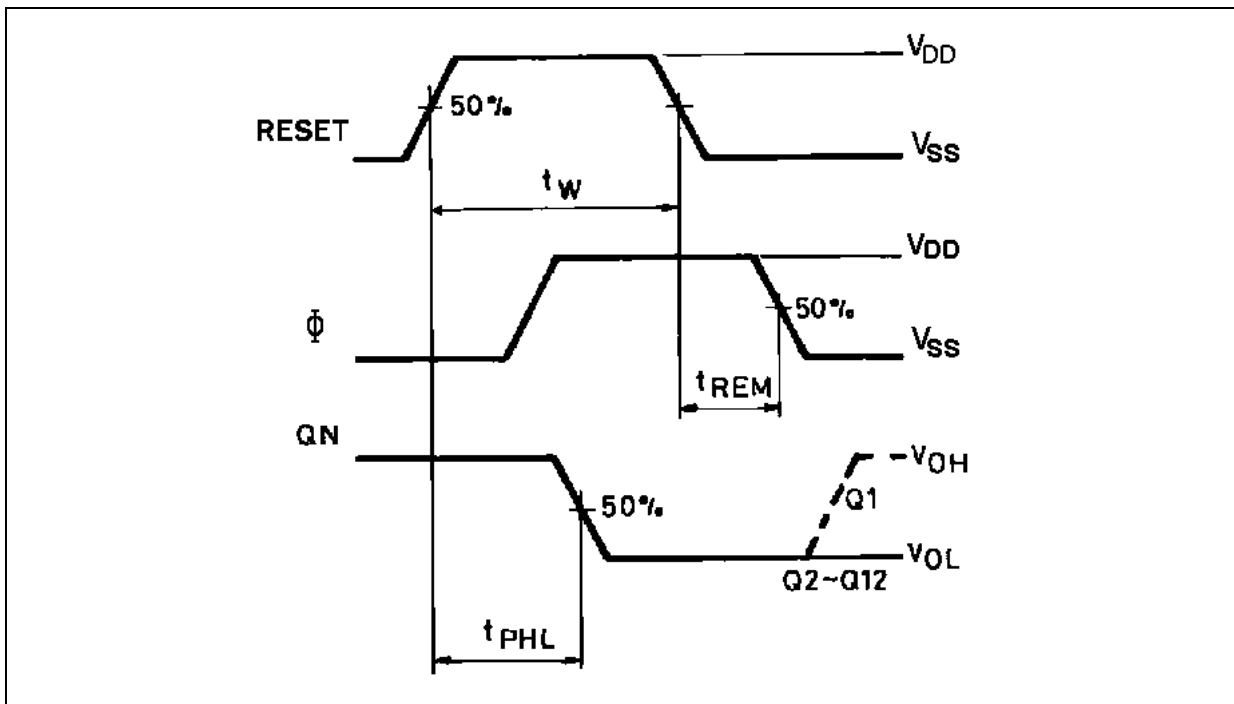 VDD
50%
RESET
VSS
tW
VDD
Φ
50%
VSS
tREM
QN
VOH
Q1
50%
VOL
Q2~Q12
tPHL